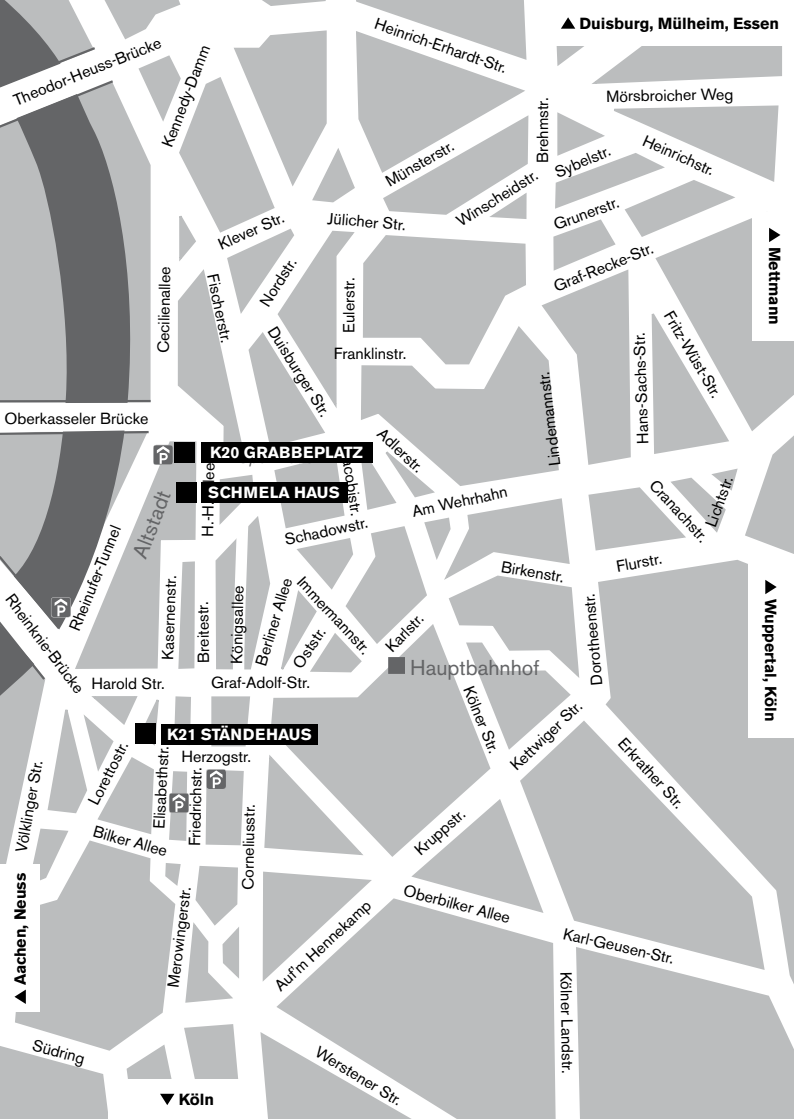 ▲ Duisburg, Mülheim, Essen
Heinrich-Erhardt-Str.
Theodor-Heuss-Brücke
Kennedy-Damm
Mörsbroicher Weg
Brehmstr.
Münsterstr.
Sybelstr.
Heinrichstr.
Winscheidstr.
Grunerstr.
Klever Str.
Jülicher Str.
Graf-Recke-Str.
▲ Mettmann
Cecilienallee
Fischerstr.
Nordstr.
Eulerstr.
Franklinstr.
Duisburger Str.
Fritz-Wüst-Str.
Hans-Sachs-Str.
Lindemannstr.
Oberkasseler Brücke
P
K20 GRABBEPLATZ
Adlerstr.
SCHMELA HAUS
acobistr.
H.-H
lee
Altstadt
Am Wehrhahn
Schadowstr.
Cranachstr.
Lichtstr.
Rheinufer-Tunnel
P
Rheinknie-Brücke
Birkenstr.
Flurstr.
▲ Wuppertal, Köln
Kasernenstr.
Breitestr.
Königsallee
Berliner Allee
Immermannstr.
Oststr.
Karlstr.
Hauptbahnhof
Dorotheenstr.
Harold Str.
Graf-Adolf-Str.
Kölner Str.
Kettwiger Str.
Erkrather Str.
K21 STÄNDEHAUS
Herzogstr.
P
P
Lorettostr.
Elisabethstr.
Friedrichstr.
Völklinger Str.
Bilker Allee
Corneliusstr.
Kruppstr.
▲ Aachen, Neuss
Merowingerstr.
Auf'm Hennekamp
Oberbilker Allee
Karl-Geusen-Str.
Kölner Landstr.
Südring
Werstener Str.
▼ Köln